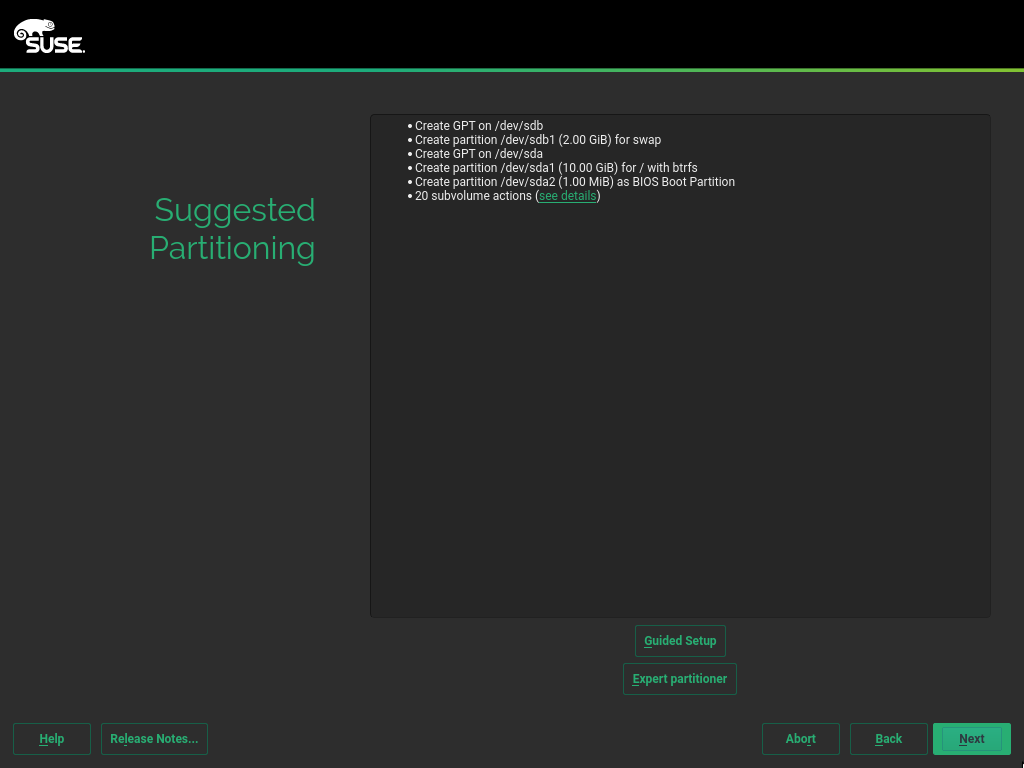 SUSE.
Suggested
Partitioning
• Create GPT on /dev/sdb
• Create partition /dev/sdb1 (2.00 GiB) for swap
• Create GPT on /dev/sda
• Create partition /dev/sda1 (10.00 GiB) for / with btrfs
• Create partition /dev/sda2 (1.00 MiB) as BIOS Boot Partition
• 20 subvolume actions (see details)
Guided Setup
Expert partitioner
Help
Release Notes...
Abort
Back
Next